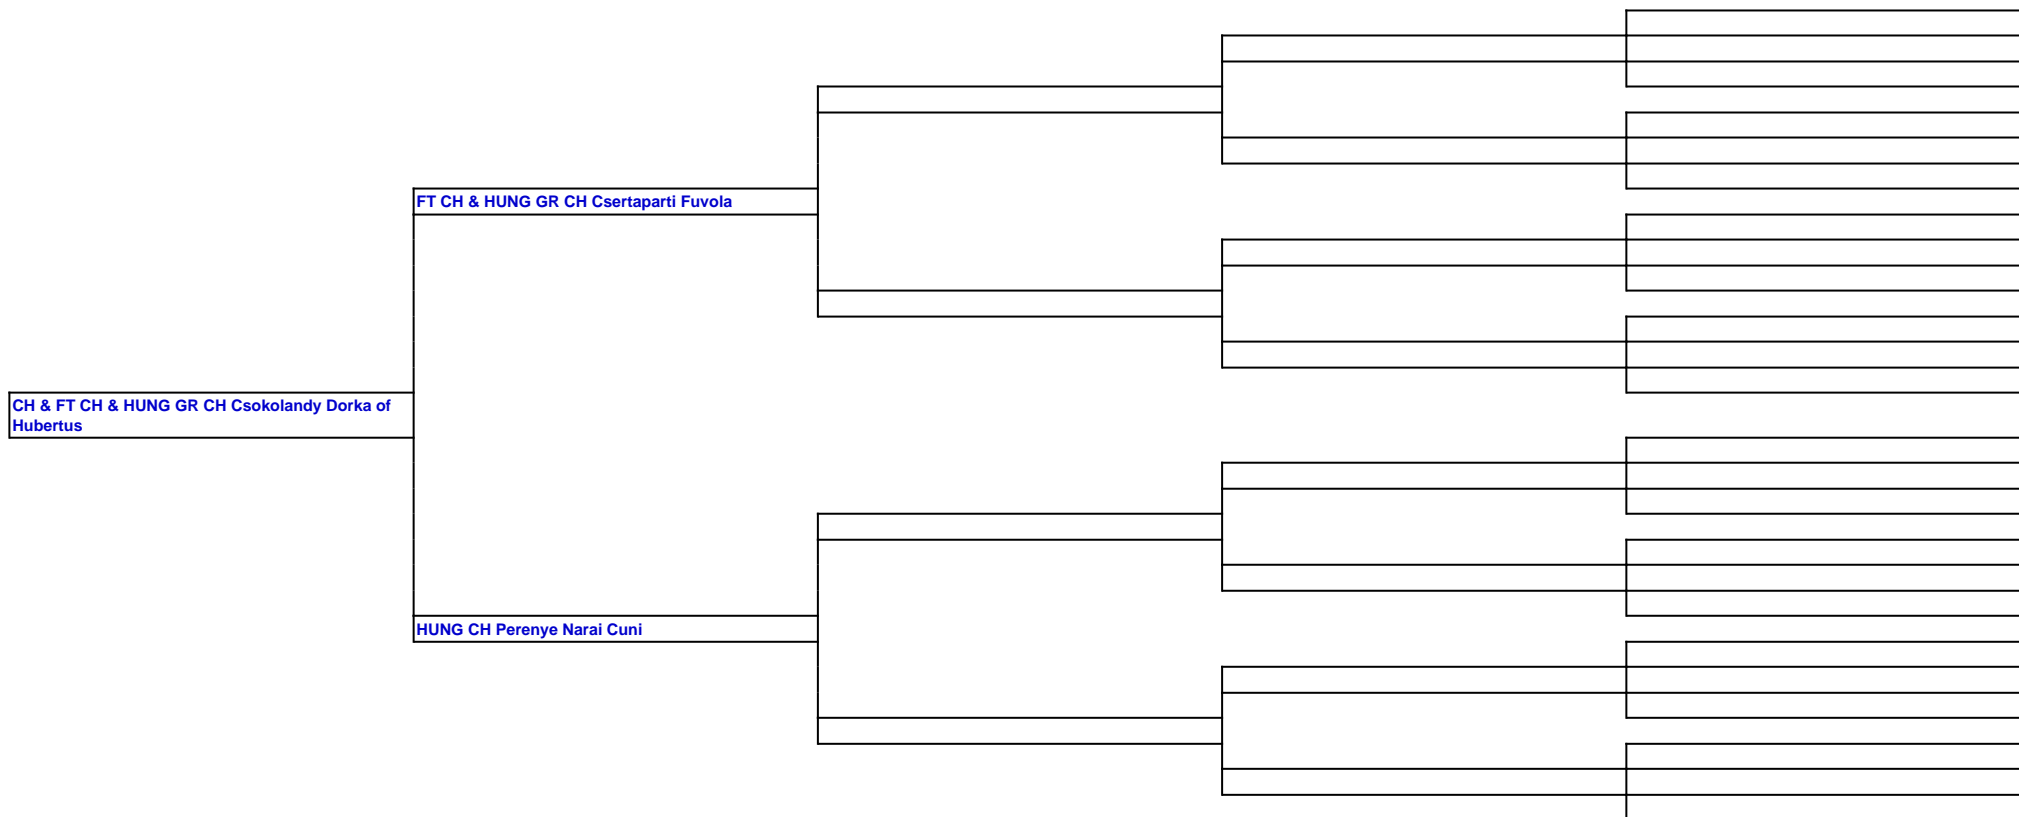 FT CH & HUNG GR CH Csertaparti Fuvola
CH & FT CH & HUNG GR CH Csokolandy Dorka of
Hubertus
HUNG CH Perenye Narai Cuni